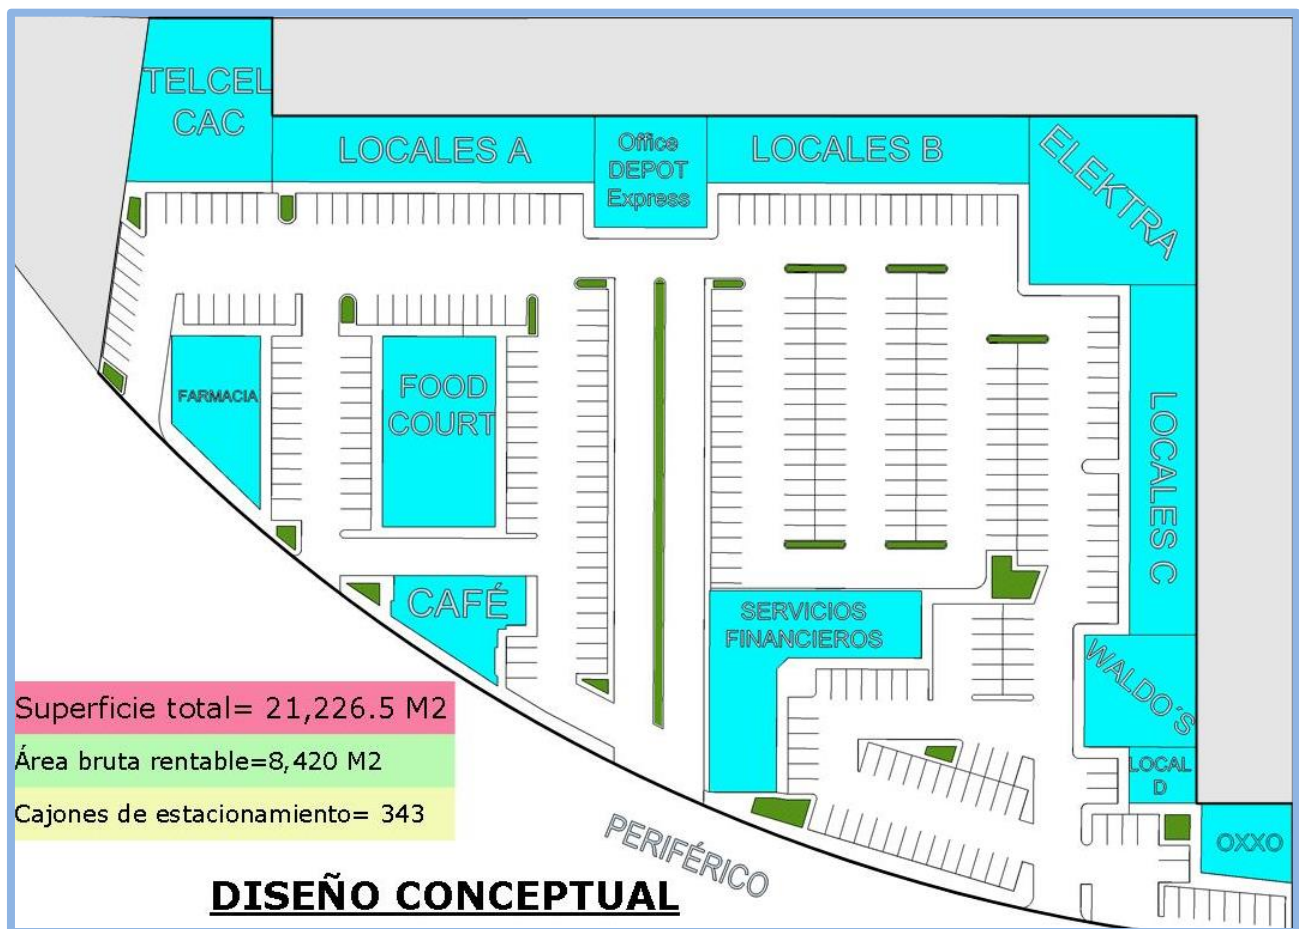 TELCEL
CAC
LOCALES A
Office
DEPOT
Express
LOCALES B
ELEKTRA
FARMACIA
FOOD
COURT
LOCALES C
CAFÉ
SERVICIOS
FINANCIEROS
WALDO´S
LOCAL
D
OXXO
Superficie total= 21,226.5 M2
Área bruta rentable=8,420 M2
Cajones de estacionamiento= 343
PERIFÉRICO
DISEÑO CONCEPTUAL